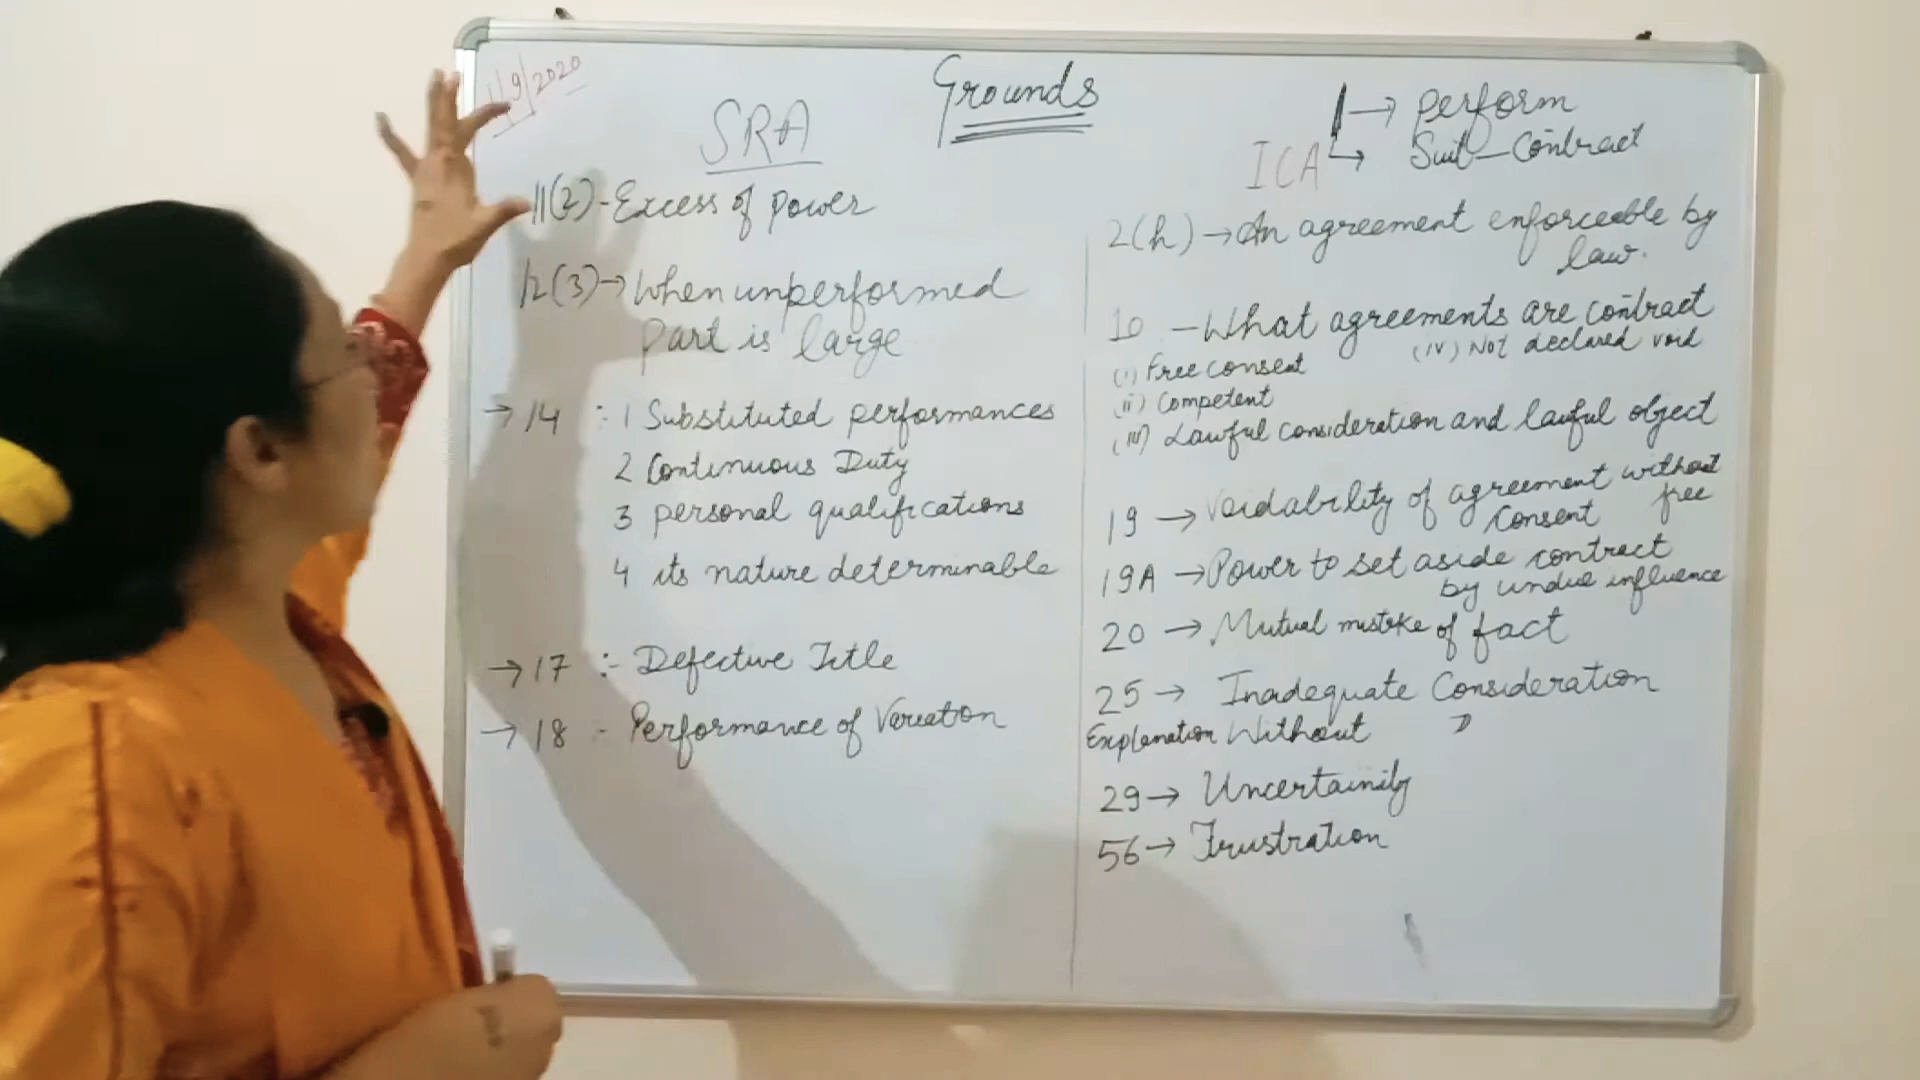 1/9/2020
Grounds
SRA
11(2)-Excess of Power
12(3)→When unperformed
part is large
→14 :- 1 Substituted performances
2 Continuous Duty
3 personal qualifications
4 its nature determinable
→17 :- Defective Title
→18 :- Performance of Variation
→ Perform
ICA → Suit-Contract
2(h)→An agreement enforceable by
law.
10 -What agreements are contract
(i) Free consent (iv) Not declared void
(ii) Competent
(iii) Lawful consideration and lawful object
19 → Voidability of agreement without
consent free
19A →Power to set aside contract
by undue influence
20 → Mutual misteke of fact
25 → Inadequate Consideration
Explanation Without "
29→ Uncertainity
56→ Frustration